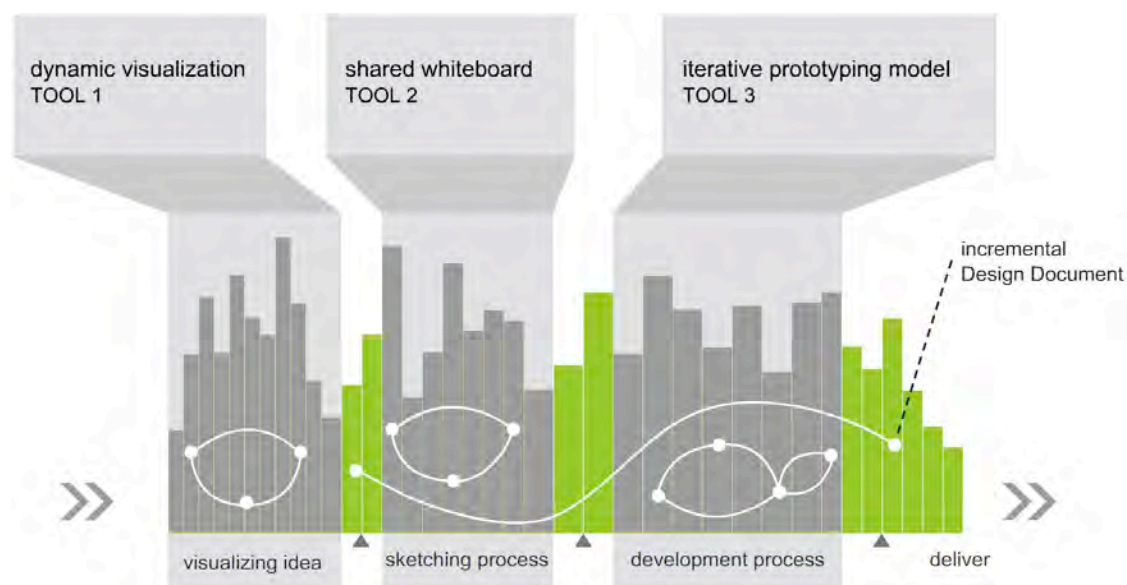 dynamic visualization
TOOL 1
shared whiteboard
TOOL 2
iterative prototyping model
TOOL 3
incremental
Design Document
visualizing idea
sketching process
development process
deliver